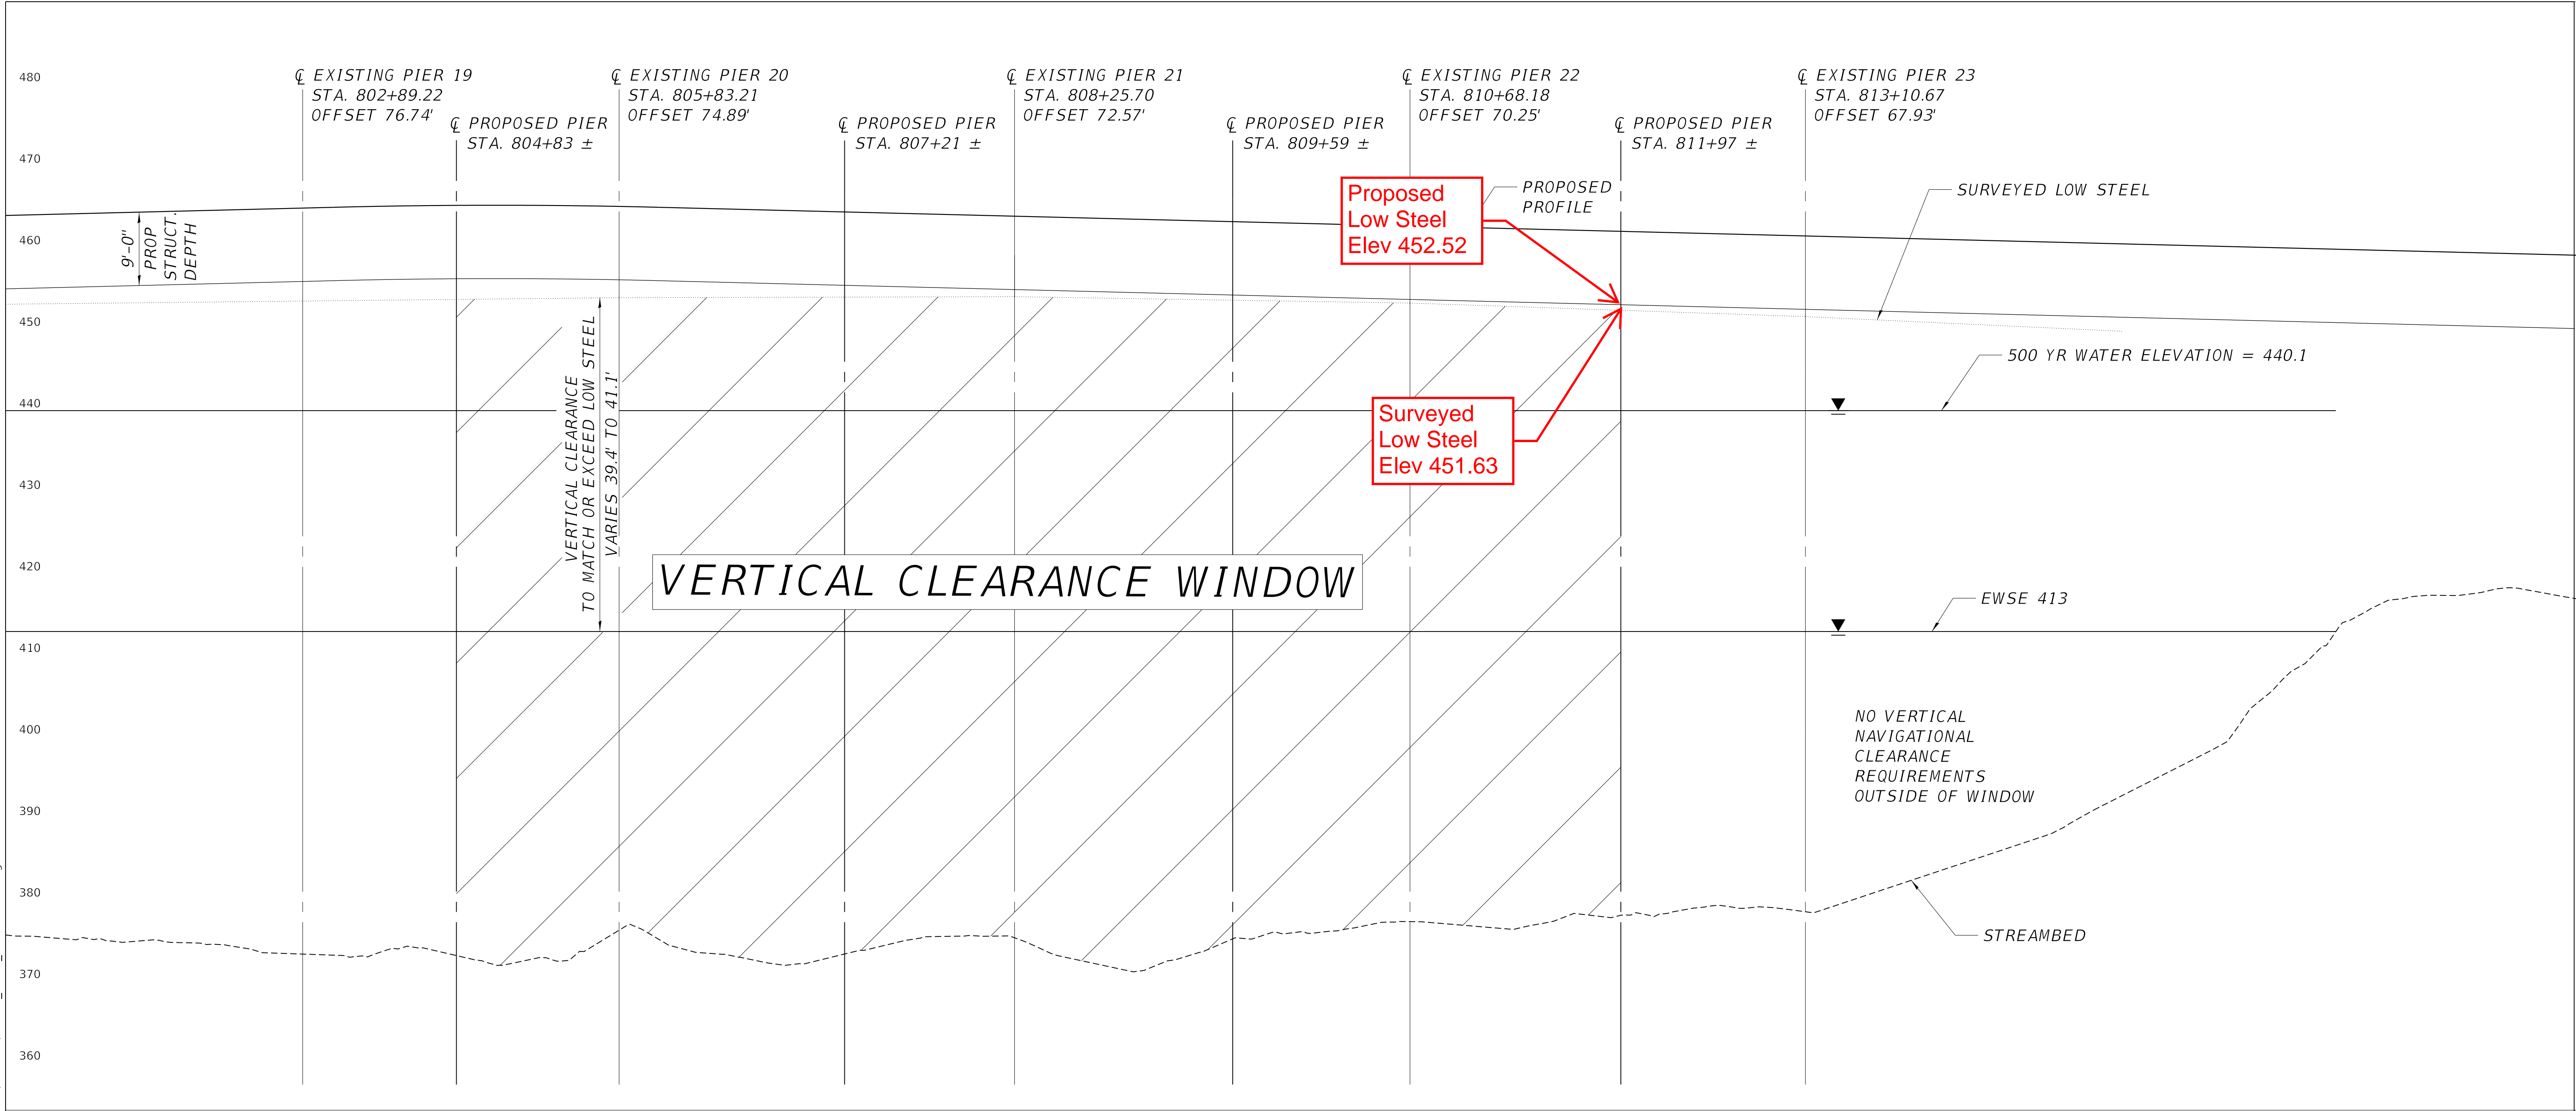 480
470
460
450
440
430
420
410
400
390
380
370
360
℄ EXISTING PIER 19
STA. 802+89.22
OFFSET 76.74'
℄ PROPOSED PIER
STA. 804+83 ±
℄ EXISTING PIER 20
STA. 805+83.21
OFFSET 74.89'
℄ PROPOSED PIER
STA. 807+21 ±
℄ EXISTING PIER 21
STA. 808+25.70
OFFSET 72.57'
℄ PROPOSED PIER
STA. 809+59 ±
℄ EXISTING PIER 22
STA. 810+68.18
OFFSET 70.25'
℄ PROPOSED PIER
STA. 811+97 ±
℄ EXISTING PIER 23
STA. 813+10.67
OFFSET 67.93'
9'-0"
PROP
STRUCT.
DEPTH
Proposed
Low Steel
Elev 452.52
PROPOSED
PROFILE
SURVEYED LOW STEEL
VERTICAL CLEARANCE
TO MATCH OR EXCEED LOW STEEL
VARIES 39.4' TO 41.1'
500 YR WATER ELEVATION = 440.1
Surveyed
Low Steel
Elev 451.63
VERTICAL CLEARANCE WINDOW
EWSE 413
NO VERTICAL
NAVIGATIONAL
CLEARANCE
REQUIREMENTS
OUTSIDE OF WINDOW
STREAMBED